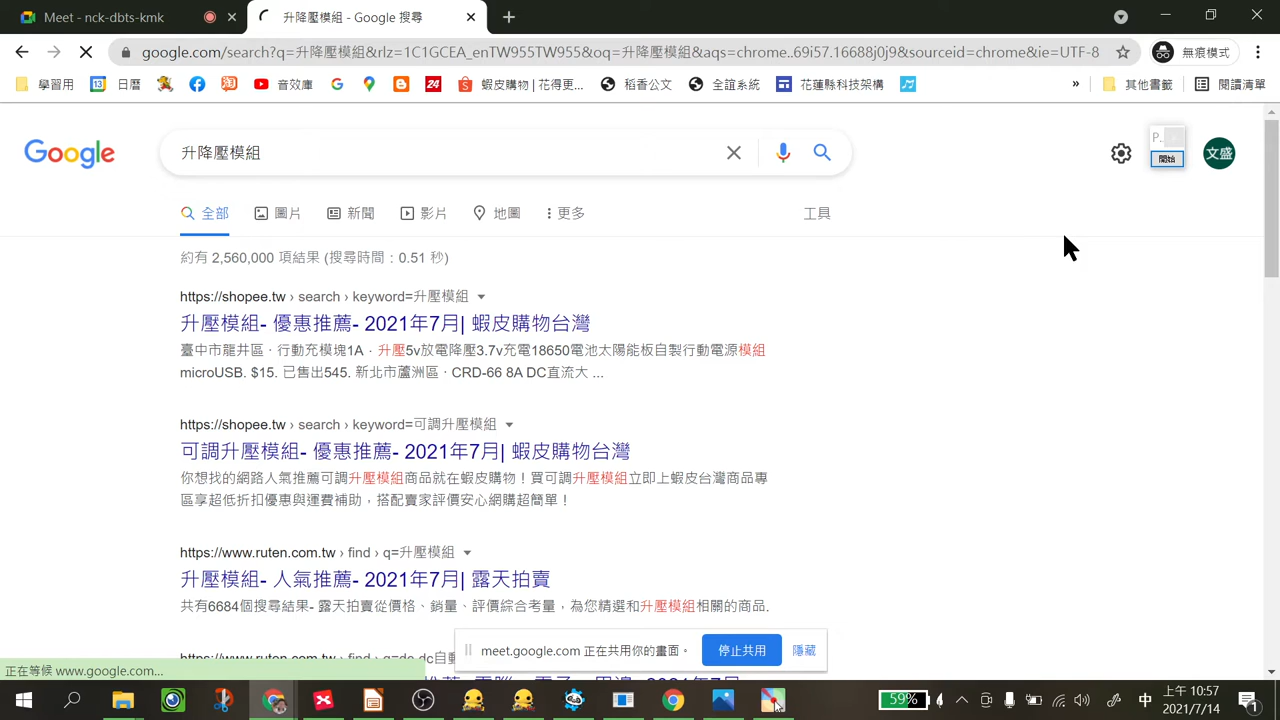 Meet - nck-dbts-kmk
升降壓模組 - Google 搜尋
google.com/search?q=升降壓模組&rlz=1C1GCEA_enTW955TW955&oq=升降壓模組&aqs=chrome..69i57.16688j0j9&sourceid=chrome&ie=UTF-8
無痕模式
學習用
日曆
音效庫
蝦皮購物 | 花得更...
稻香公文
全誼系統
花蓮縣科技架構
»
其他書籤
閱讀清單
Google
升降壓模組
P...
開始
文盛
全部
圖片
新聞
影片
地圖
更多
工具
約有 2,560,000 項結果 (搜尋時間:0.51 秒)
https://shopee.tw › search › keyword=升壓模組
升壓模組- 優惠推薦- 2021年7月| 蝦皮購物台灣
臺中市龍井區 · 行動充模塊1A · 升壓5v放電降壓3.7v充電18650電池太陽能板自製行動電源模組
microUSB. $15. 已售出545. 新北市蘆洲區 · CRD-66 8A DC直流大 ...
https://shopee.tw › search › keyword=可調升壓模組
可調升壓模組- 優惠推薦- 2021年7月| 蝦皮購物台灣
你想找的網路人氣推薦可調升壓模組商品就在蝦皮購物！買可調升壓模組立即上蝦皮台灣商品專
區享超低折扣優惠與運費補助，搭配賣家評價安心網購超簡單！
https://www.ruten.com.tw › find › q=升壓模組
升壓模組- 人氣推薦- 2021年7月| 露天拍賣
共有6684個搜尋結果- 露天拍賣從價格、銷量、評價綜合考量，為您精選和升壓模組相關的商品.
meet.google.com 正在共用你的畫面。
停止共用
隱藏
https://www.ruten.com.tw › find › q=dc dc自動
正在等候 www.google.com...
59%
中
上午 10:57
2021/7/14
1